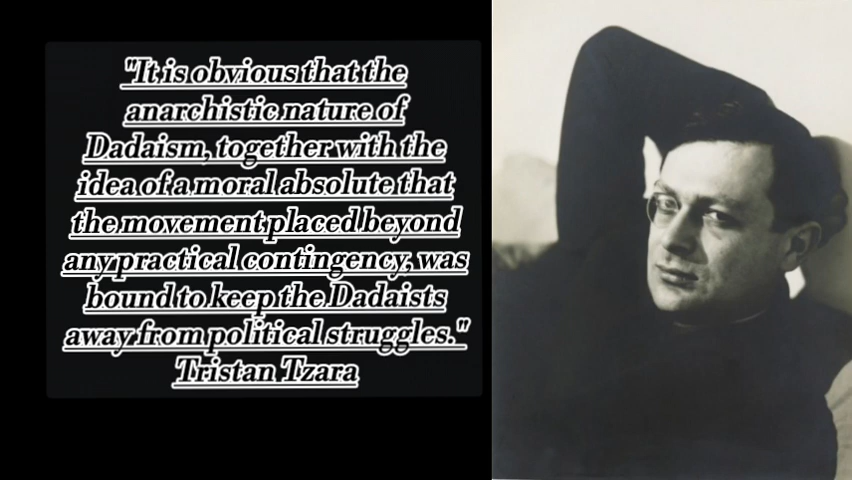 "It is obvious that the
anarchistic nature of
Dadaism, together with the
idea of a moral absolute that
the movement placed beyond
any practical contingency, was
bound to keep the Dadaists
away from political struggles."
Tristan Tzara